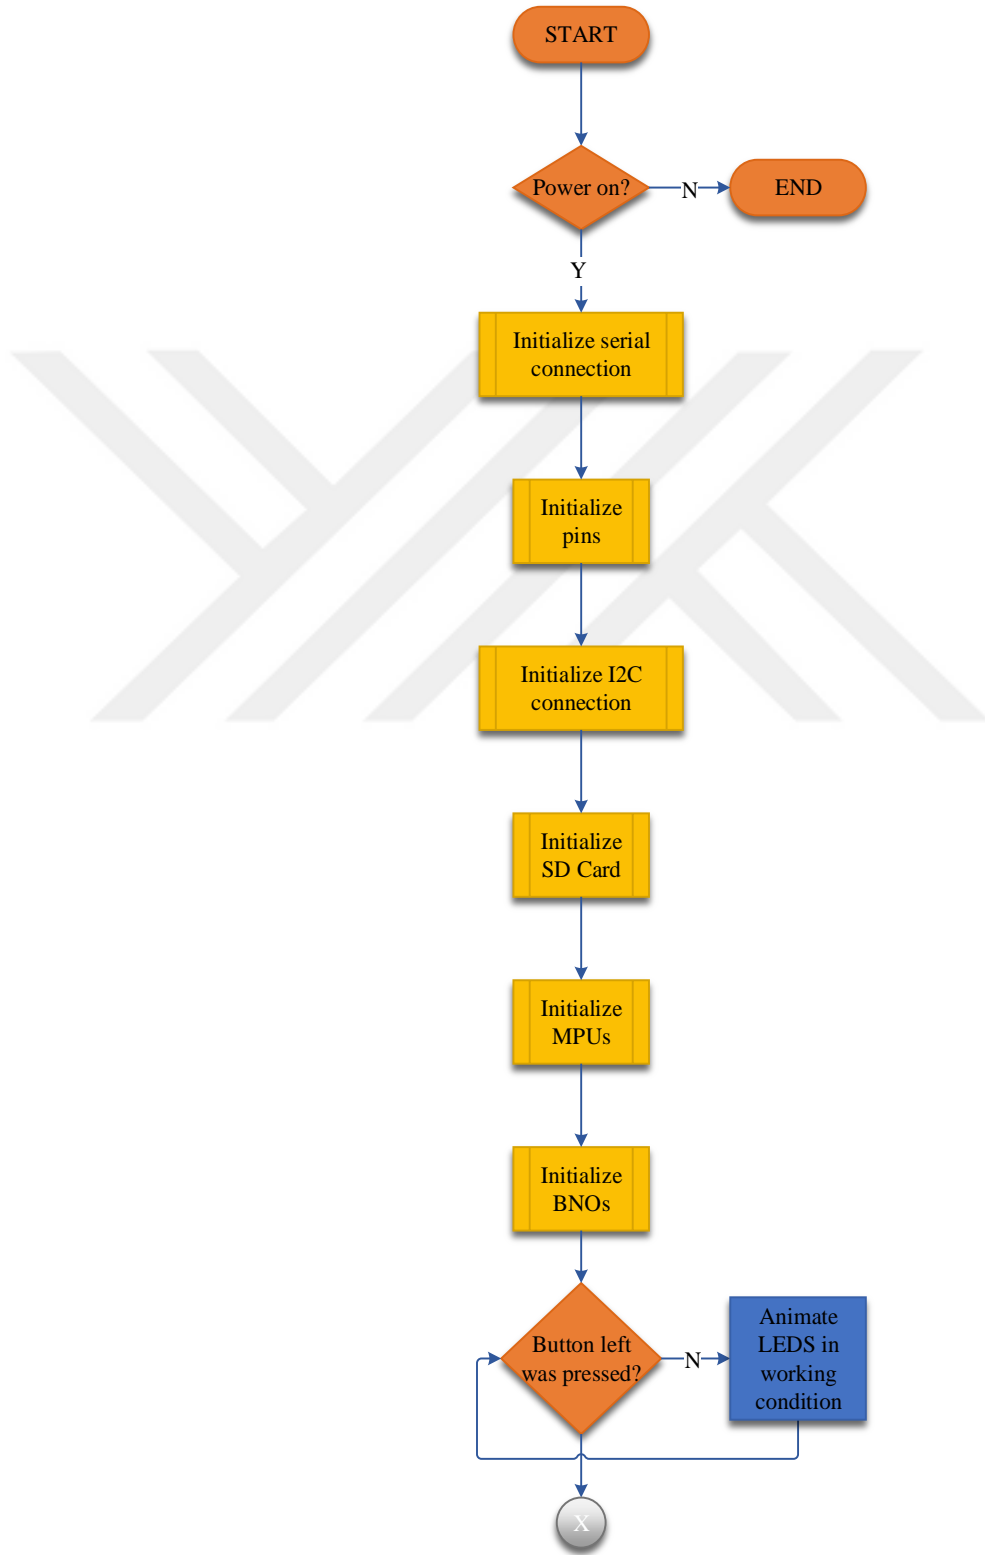 START
Power on?
N
END
Y
Initialize serial
connection
Initialize
pins
Initialize I2C
connection
Initialize
SD Card
Initialize
MPUs
Initialize
BNOs
Button left
was pressed?
N
Animate
LEDS in
working
condition
X